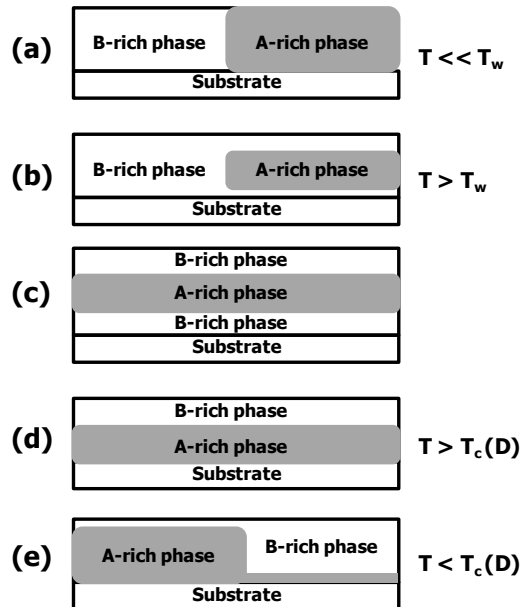 (a) B-rich phase A-rich phase T << Tw
Substrate
(b) B-rich phase A-rich phase T > Tw
Substrate
B-rich phase
(c) A-rich phase
B-rich phase
Substrate
B-rich phase
(d) A-rich phase T > Tc(D)
Substrate
(e) A-rich phase B-rich phase T < Tc(D)
Substrate